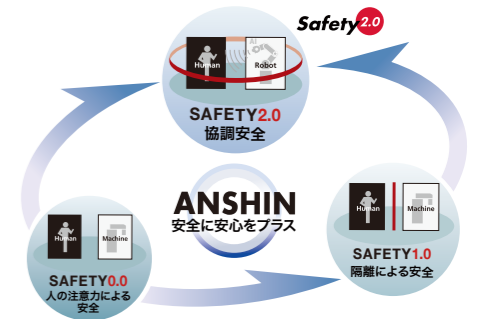 Safety2.0
AI
Human
Robot
SAFETY2.0
協調安全
ANSHIN
安全に安心をプラス
Human
Machine
SAFETY0.0
人の注意力による
安全
Human
Machine
SAFETY1.0
隔離による安全